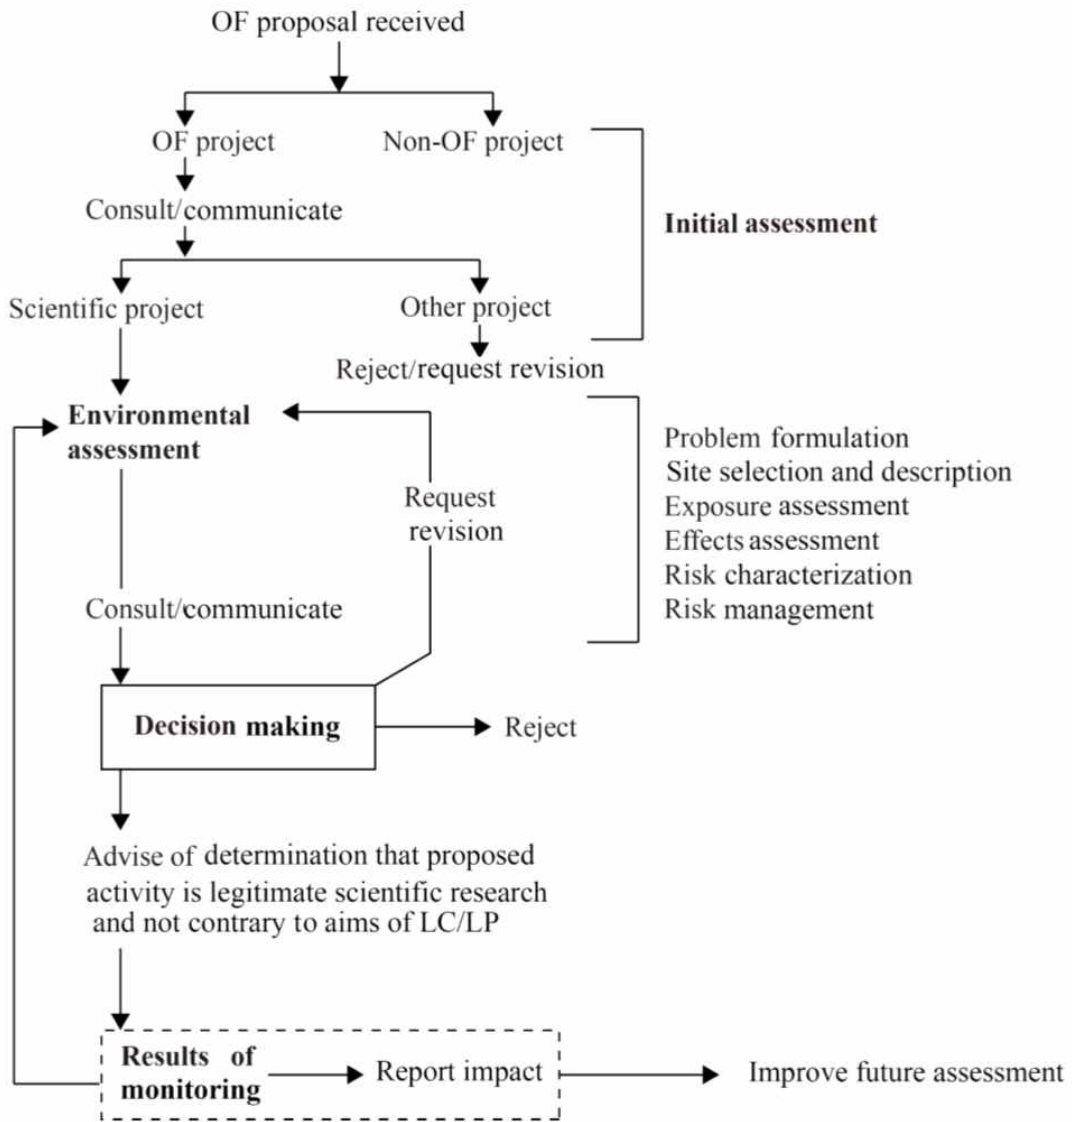 OF proposal received
OF project
Non-OF project
Consult/communicate
Initial assessment
Scientific project
Other project
Reject/request revision
Environmental
assessment
Request
revision
Problem formulation
Site selection and description
Exposure assessment
Effects assessment
Risk characterization
Risk management
Consult/communicate
Decision making
Reject
Advise of determination that proposed
activity is legitimate scientific research
and not contrary to aims of LC/LP
Results of
monitoring
Report impact
Improve future assessment